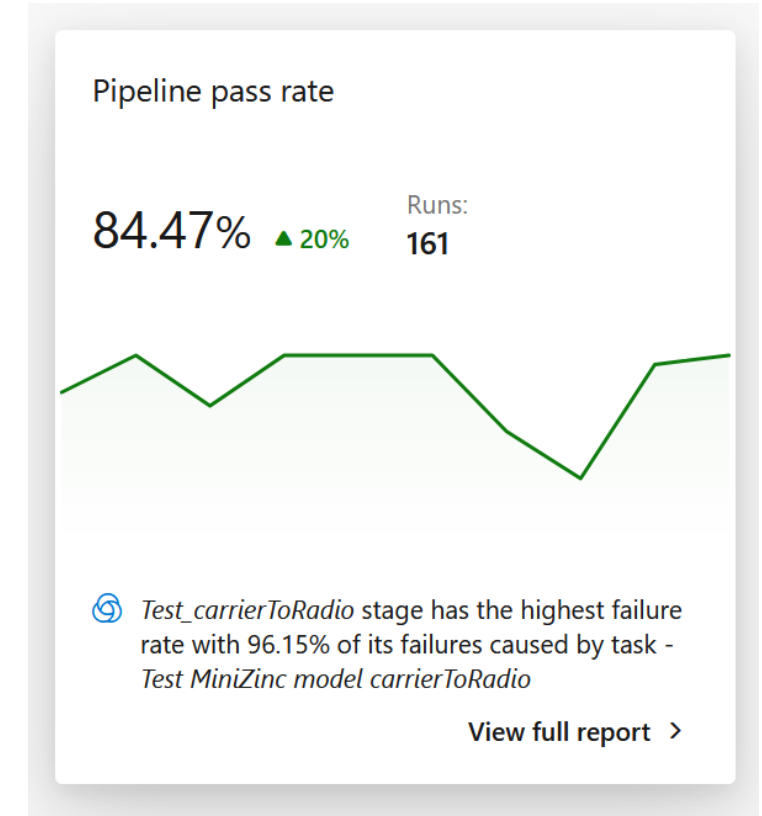 Pipeline pass rate
84.47% ▲ 20%
Runs:
161
Test_carrierToRadio stage has the highest failure
rate with 96.15% of its failures caused by task -
Test MiniZinc model carrierToRadio
View full report >